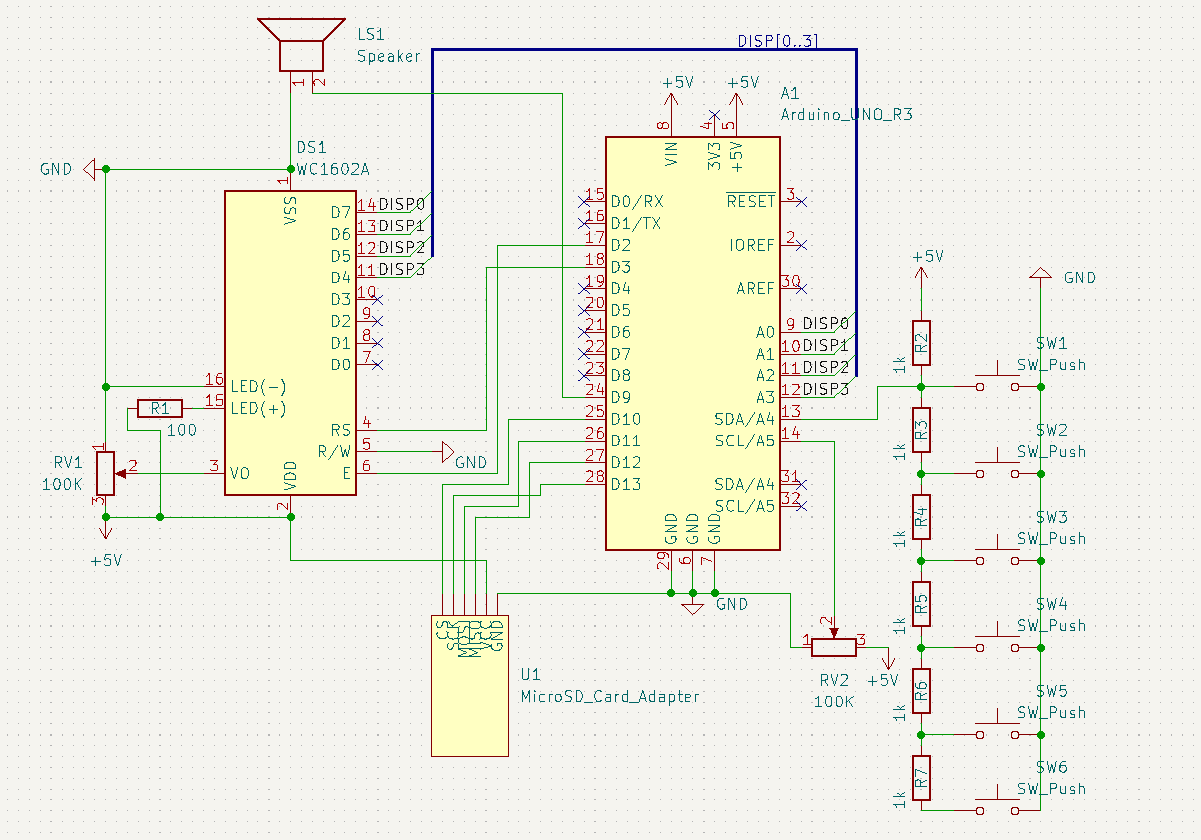 LS1
Speaker
1
2
DISP[0..3]
+5V
+5V
A1
Arduino_UNO_R3
8
4
5
VIN
3V3
+5V
GND
DS1
WC1602A
1
VSS
D7
14
DISP0
D6
13
DISP1
D5
12
DISP2
D4
11
DISP3
D3
10
D2
9
D1
8
D0
7
16
LED(-)
15
LED(+)
R1
100
RS
4
R/W
5
GND
E
6
3
VO
VDD
2
RV1
100K
1
2
3
+5V
15
D0/RX
16
D1/TX
17
D2
18
D3
19
D4
20
D5
21
D6
22
D7
23
D8
24
D9
25
D10
26
D11
27
D12
28
D13
RESET
3
IOREF
2
AREF
30
A0
9
DISP0
A1
10
DISP1
A2
11
DISP2
A3
12
DISP3
SDA/A4
13
SCL/A5
14
SDA/A4
31
SCL/A5
32
GND
GND
GND
29
6
7
GND
CS
SCK
MOSI
MISO
VCC
GND
U1
MicroSD_Card_Adapter
1
2
3
RV2
100K
+5V
+5V
GND
R2
1k
SW1
SW_Push
R3
1k
SW2
SW_Push
R4
1k
SW3
SW_Push
R5
1k
SW4
SW_Push
R6
1k
SW5
SW_Push
R7
1k
SW6
SW_Push